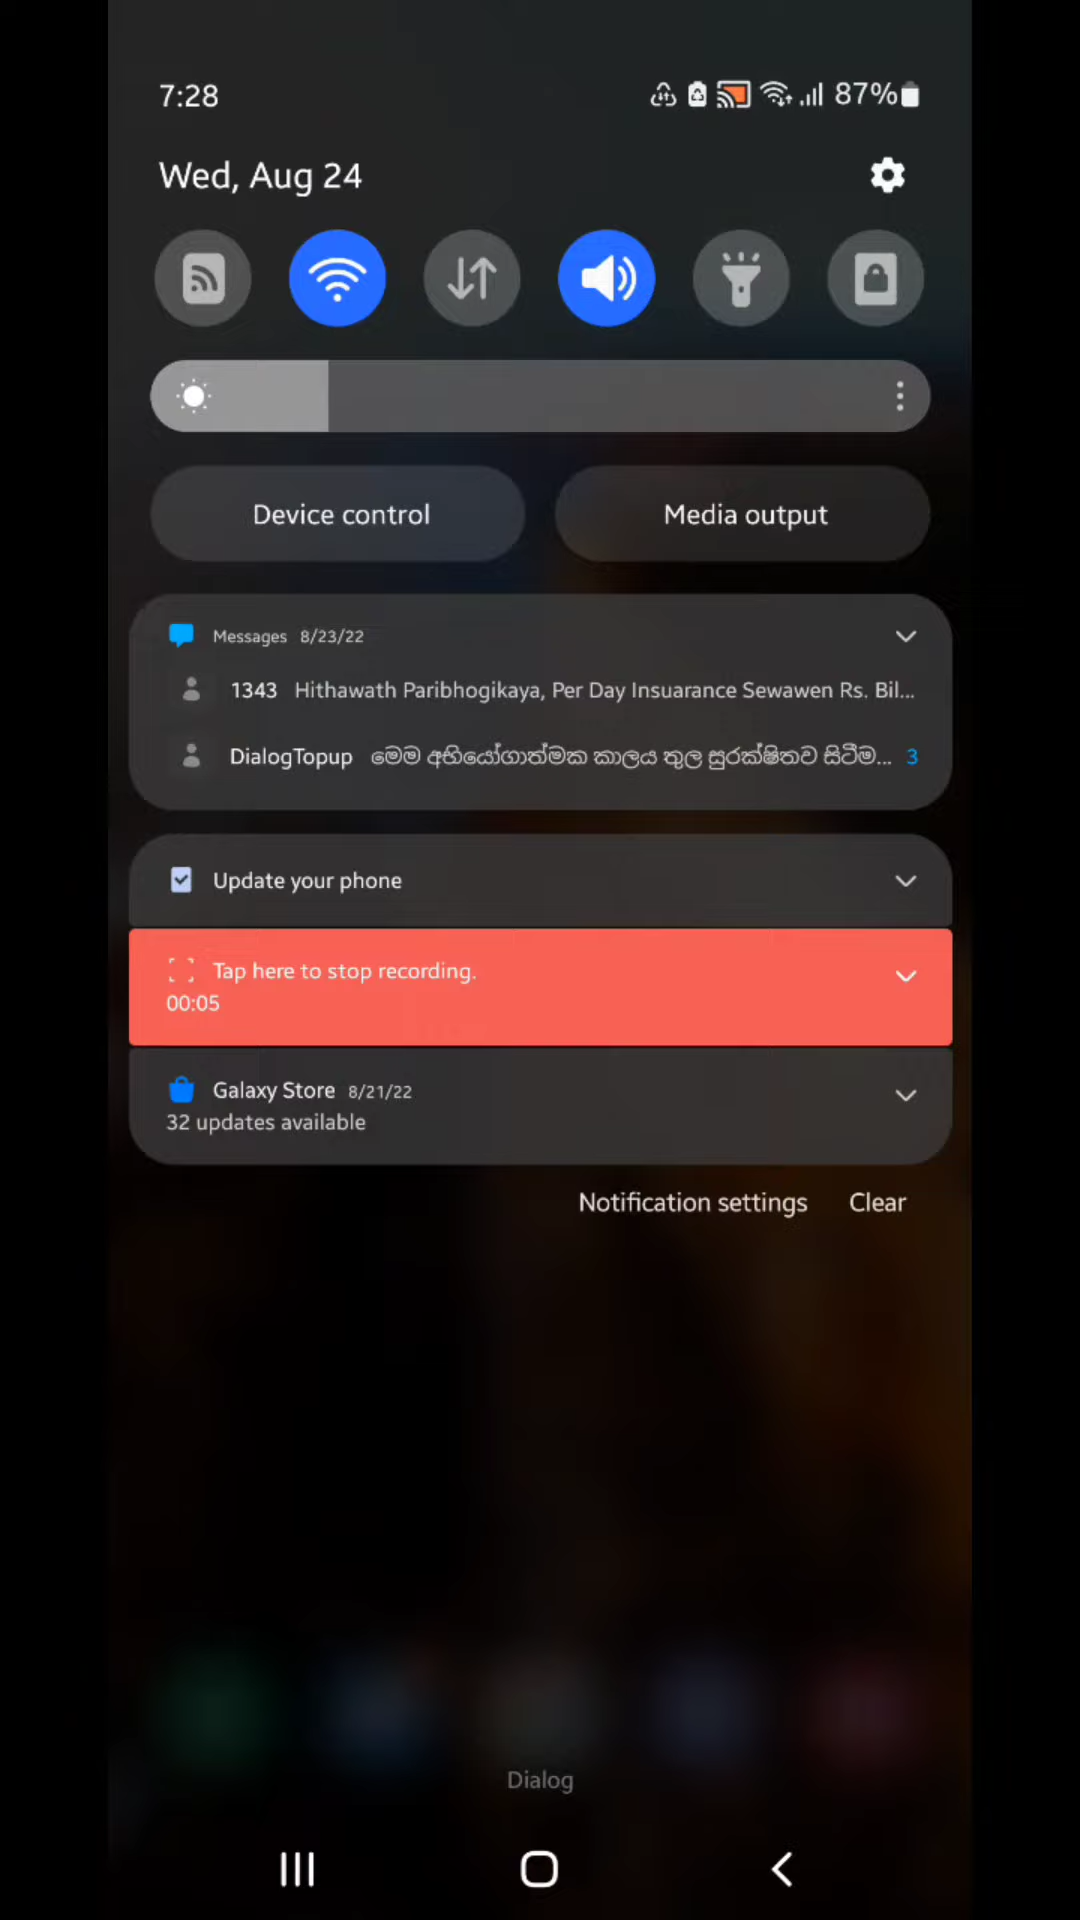 7:28 87%
Wed, Aug 24
Device control Media output
Messages 8/23/22
1343 Hithawath Paribhogikaya, Per Day Insuarance Sewawen Rs. Bil...
DialogTopup මෙම අභියෝගාත්මක කාලය තුල සුරක්ෂිතව සිටීම... 3
Update your phone
Tap here to stop recording.
00:05
Galaxy Store 8/21/22
32 updates available
Notification settings Clear
Dialog